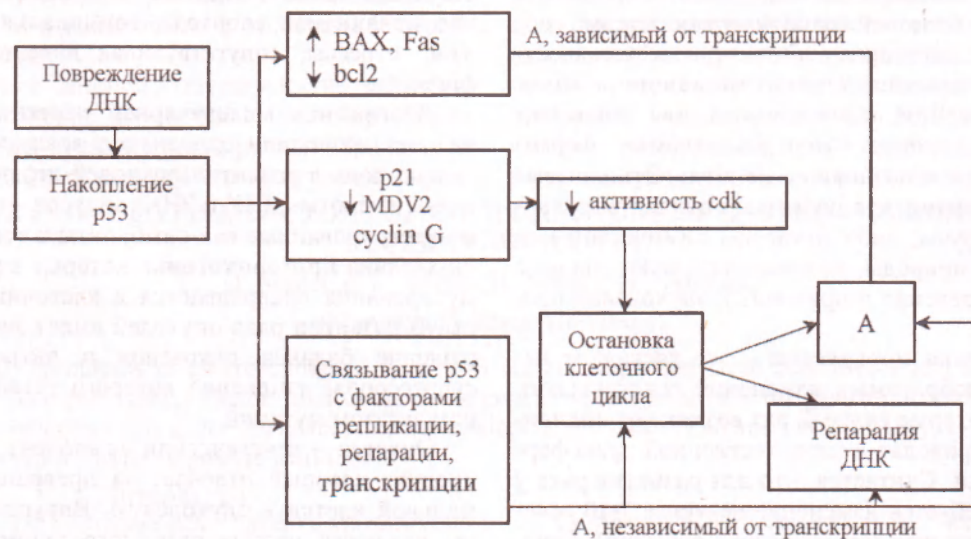 Повреждение
ДНК
Накопление
p53
↑ BAX, Fas
↓ bcl2
А, зависимый от транскрипции
p21
MDV2
cyclin G
↓ активность cdk
Связывание p53
с факторами
репликации,
репарации,
транскрипции
Остановка
клеточного
цикла
А
Репарация
ДНК
А, независимый от транскрипции